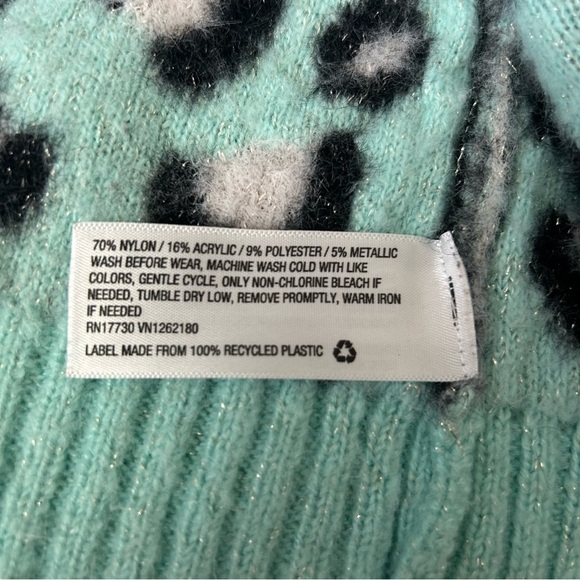 70% NYLON / 16% ACRYLIC / 9% POLYESTER / 5% METALLIC
WASH BEFORE WEAR, MACHINE WASH COLD WITH LIKE
COLORS, GENTLE CYCLE, ONLY NON-CHLORINE BLEACH IF
NEEDED, TUMBLE DRY LOW, REMOVE PROMPTLY, WARM IRON
IF NEEDED
RN17730 VN1262180
LABEL MADE FROM 100% RECYCLED PLASTIC